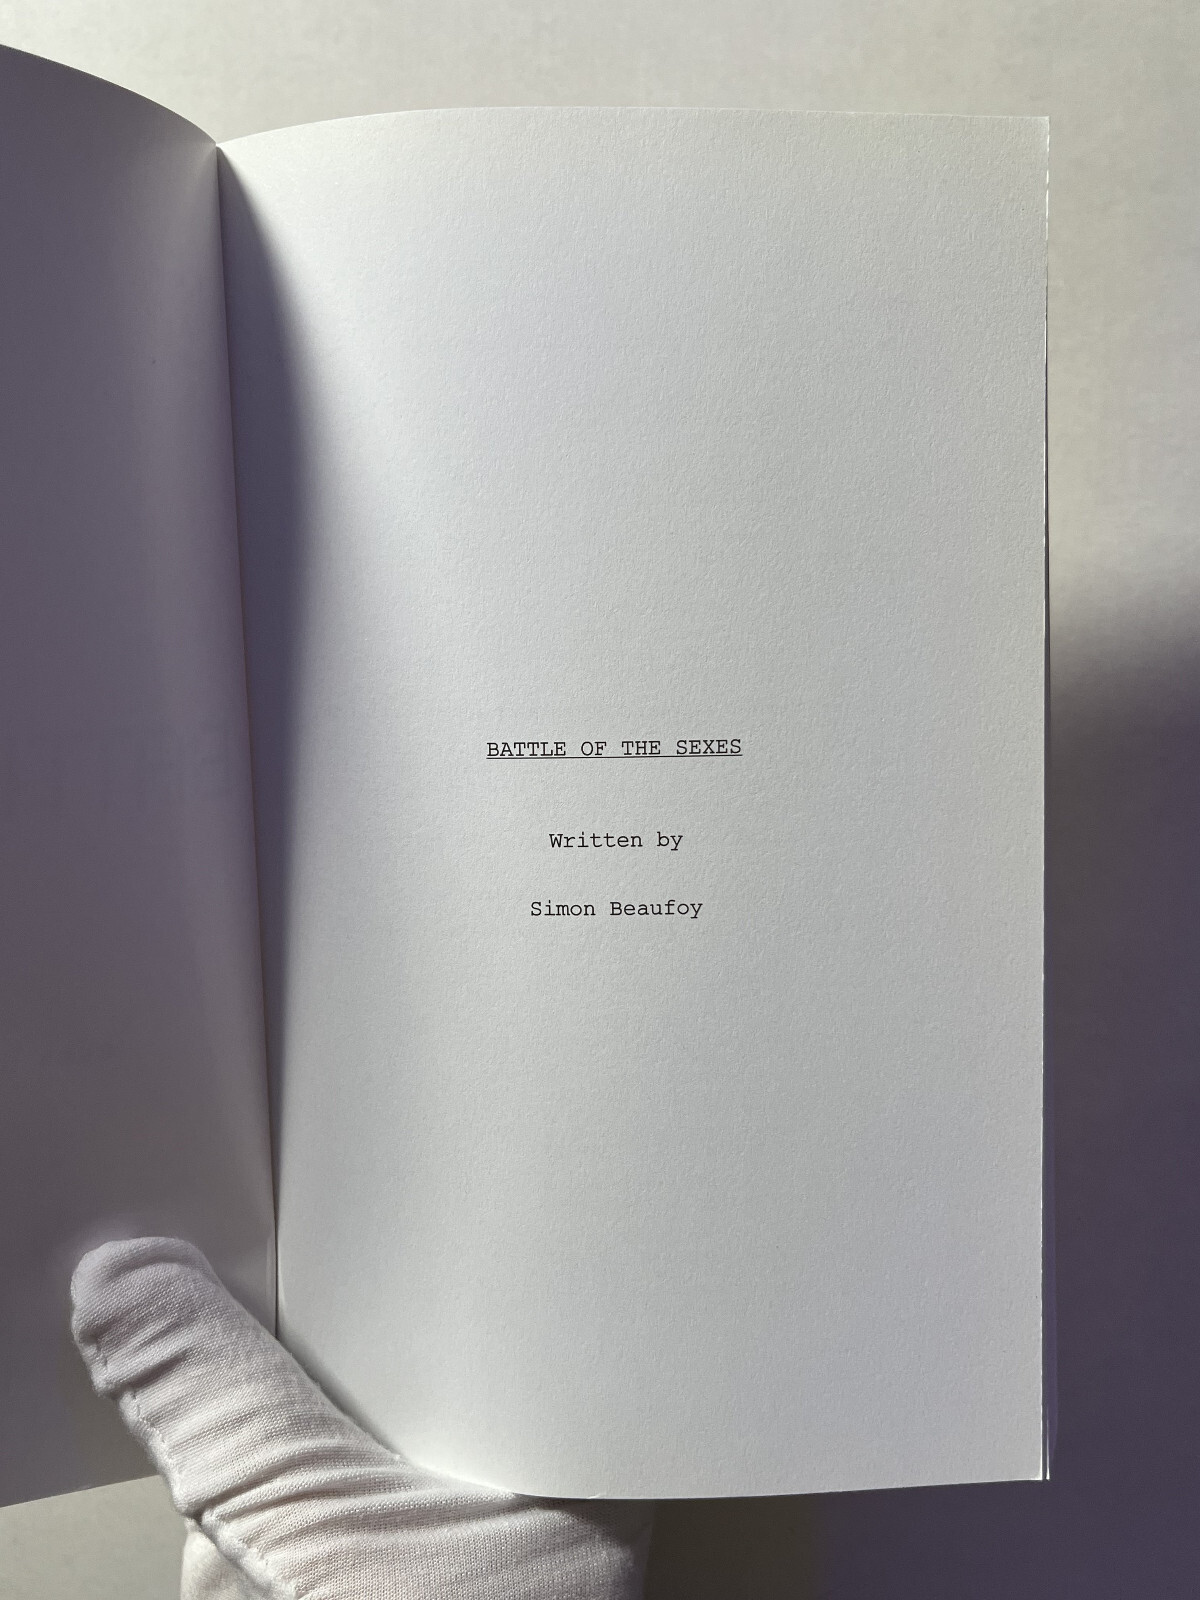 BATTLE OF THE SEXES
Written by
Simon Beaufoy